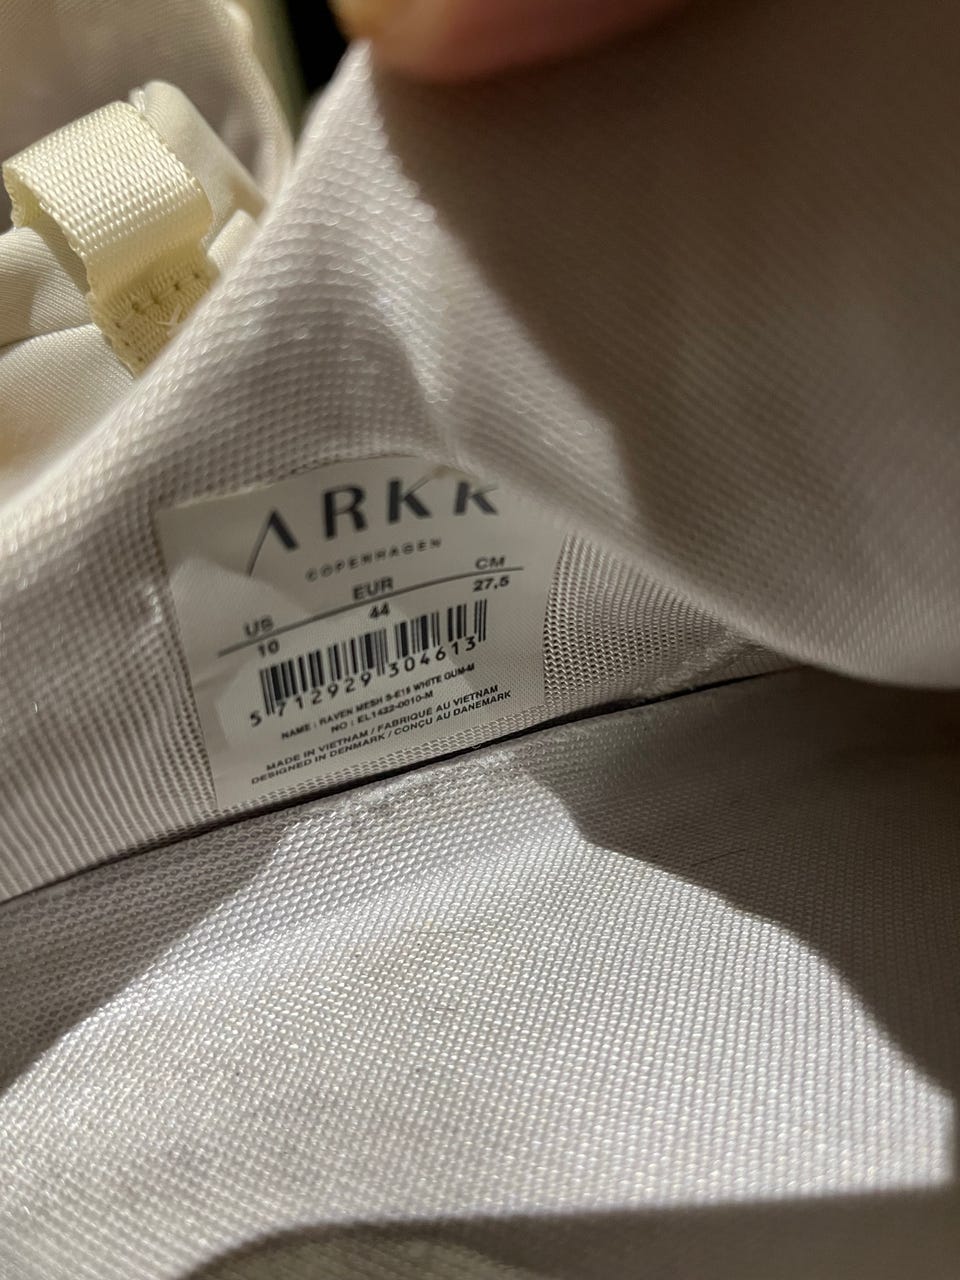 ARKK
COPENHAGEN
US EUR CM
10 44 27,5
5 712929 304613
NAME : RAVEN MESH S-E15 WHITE GUM-M
NO : EL1422-0010-M
MADE IN VIETNAM / FABRIQUÉ AU VIETNAM
DESIGNED IN DENMARK / CONÇU AU DANEMARK